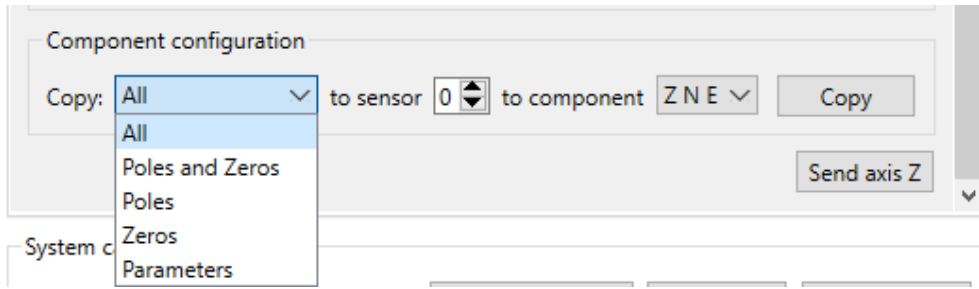 Component configuration
Copy: All to sensor 0 to component Z N E Copy
All
Poles and Zeros
Send axis Z
Poles
Zeros
System c
Parameters